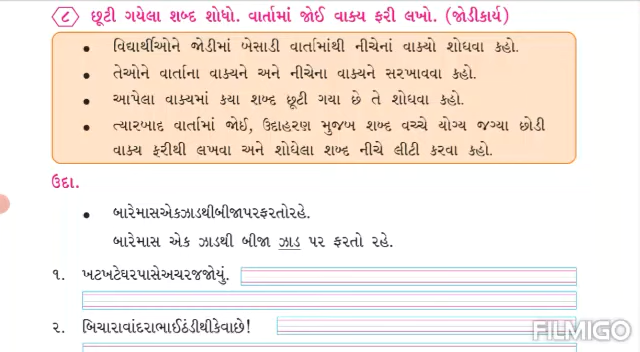 ૮ છૂટી ગયેલા શબ્દ શોધો. વાર્તામાં જોઈ વાક્ય ફરી લખો. (જોડીકાર્ય)
• વિદ્યાર્થીઓને જોડીમાં બેસાડી વાર્તામાંથી નીચેનાં વાક્યો શોધવા કહો.
• તેઓને વાર્તાના વાક્યને અને નીચેના વાક્યને સરખાવવા કહો.
• આપેલા વાક્યમાં કયા શબ્દ છૂટી ગયા છે તે શોધવા કહો.
• ત્યારબાદ વાર્તામાં જોઈ, ઉદાહરણ મુજબ શબ્દ વચ્ચે યોગ્ય જગ્યા છોડી
વાક્ય ફરીથી લખવા અને શોધેલા શબ્દ નીચે લીટી કરવા કહો.
ઉદા.
• બારેમાસએકઝાડથીબીજાપરફરતોરહે.
બારેમાસ એક ઝાડથી બીજા ઝાડ પર ફરતો રહે.
૧. ખટખટેઘરપાસેઅચરજજોયું.
૨. બિચારાવાંદરાભાઈઠંડીથીકેવાછે!
FILMIGO